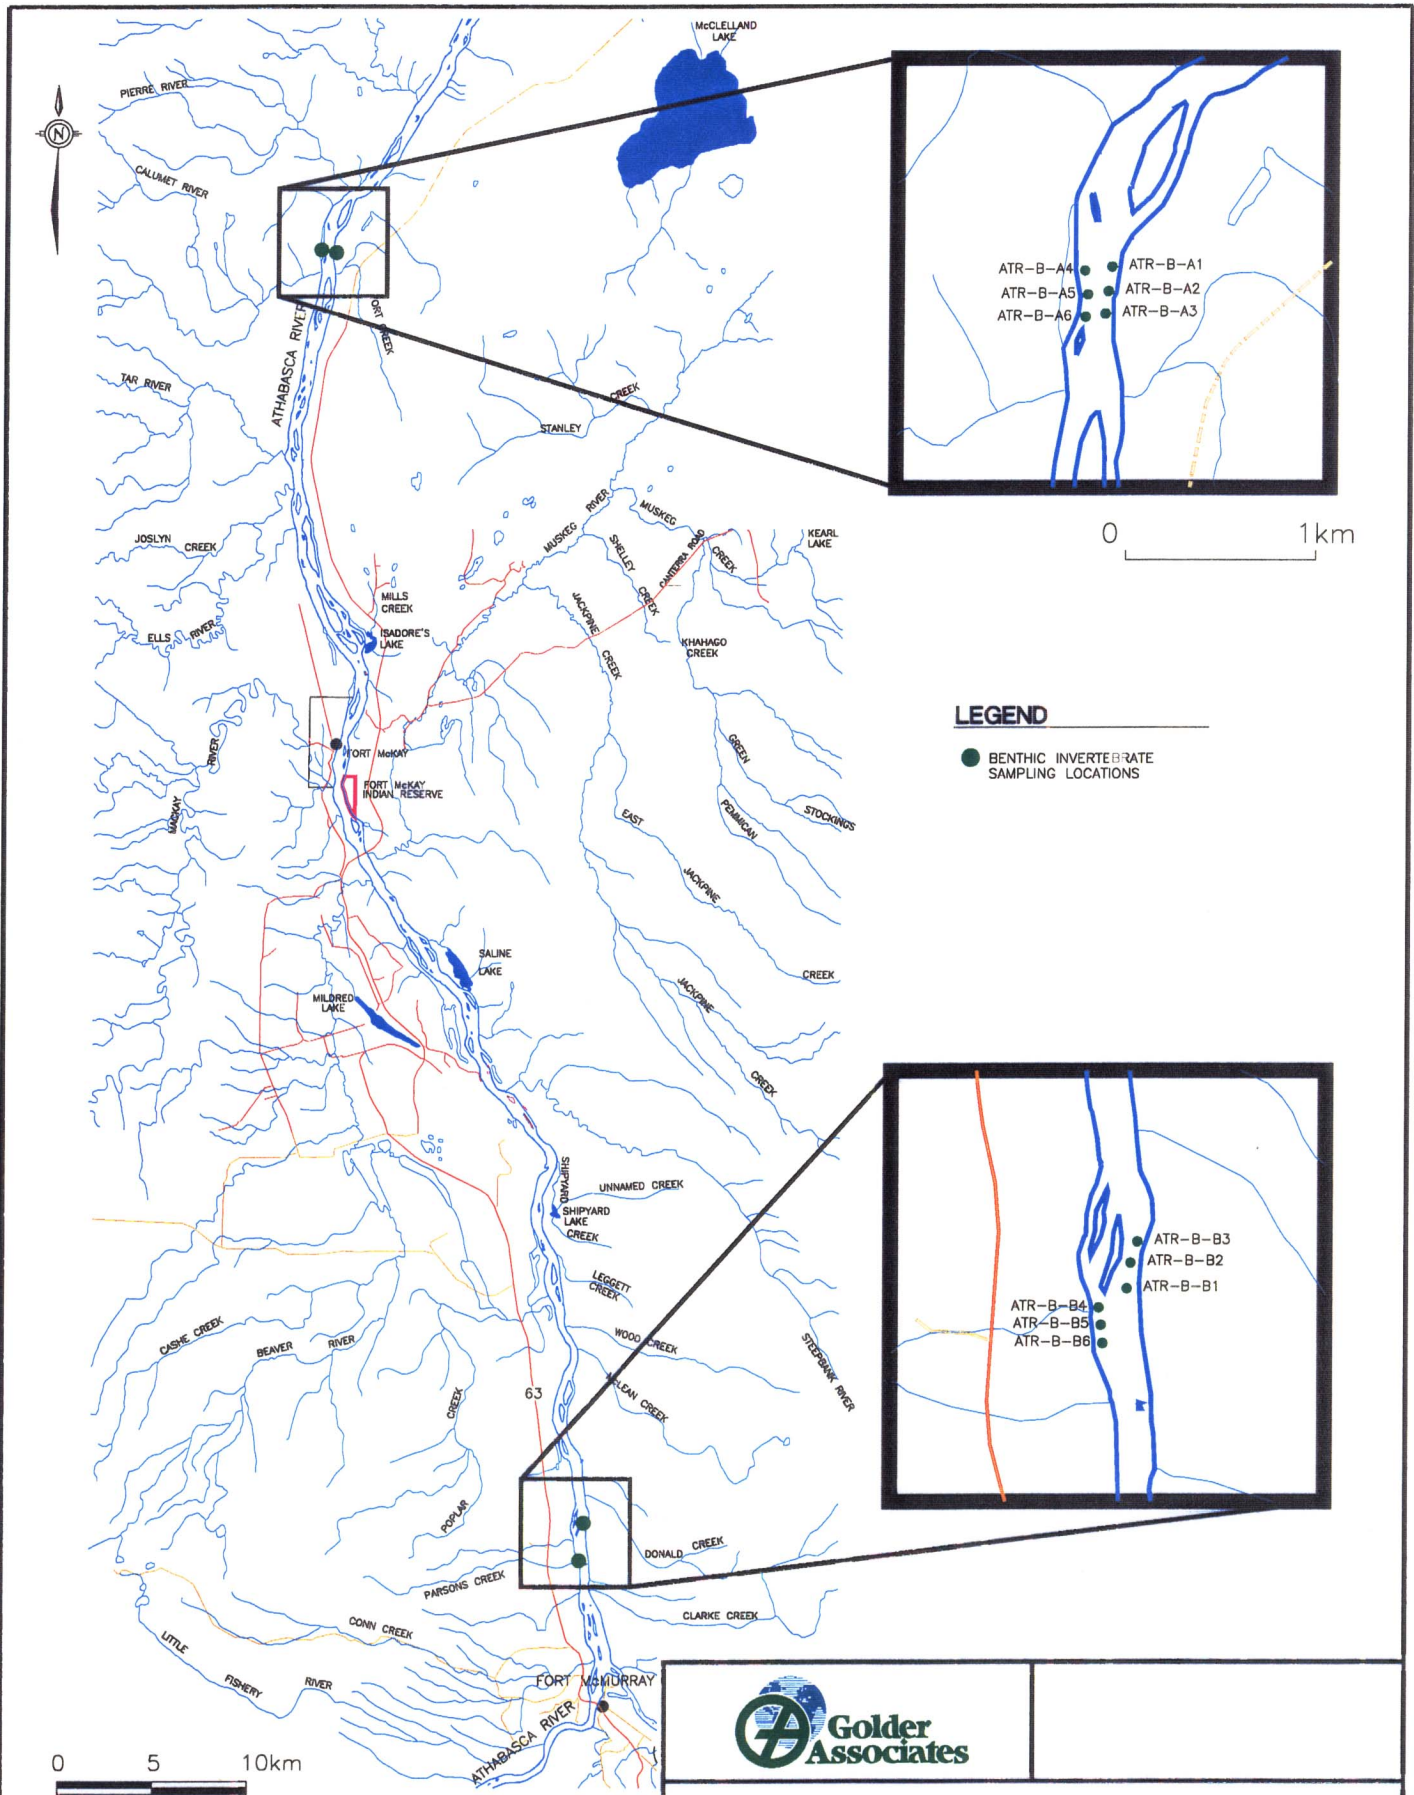 McCLELLAND
LAKE
PIERRE RIVER
N
CALUMET RIVER
ATR-B-A4
ATR-B-A1
ATR-B-A5
ATR-B-A2
ATR-B-A6
ATR-B-A3
ATHABASCA RIVER
CREEK
TAR RIVER
STANLEY
CREEK
0 1km
MUSKEG RIVER
MUSKEG
CREEK
JOSLYN CREEK
SHELLEY
CREEK
CANTERRA ROAD
KEARL
LAKE
MILLS
CREEK
JACKPINE
CREEK
ISADORE'S
LAKE
ELLS RIVER
KHAHAGO
CREEK
LEGEND
BENTHIC INVERTEBRATE
SAMPLING LOCATIONS
MACKAY
RIVER
FORT McKAY
FORT McKAY
INDIAN RESERVE
GREEN
STOCKINGS
PEMMICAN
EAST
JACKPINE
CREEK
SALINE
LAKE
JACKPINE
CREEK
MILDRED
LAKE
SHIPYARD
UNNAMED CREEK
SHIPYARD
LAKE
CREEK
LEGGETT
CREEK
ATR-B-B3
ATR-B-B2
ATR-B-B1
ATR-B-B4
ATR-B-B5
ATR-B-B6
CASHE CREEK
BEAVER RIVER
WOOD CREEK
STEEPBANK RIVER
McLEAN CREEK
63
POPLAR
CREEK
DONALD CREEK
PARSONS CREEK
CLARKE CREEK
CONN CREEK
LITTLE
FISHERY
RIVER
FORT McMURRAY
ATHABASCA RIVER
Golder
Associates
0 5 10km